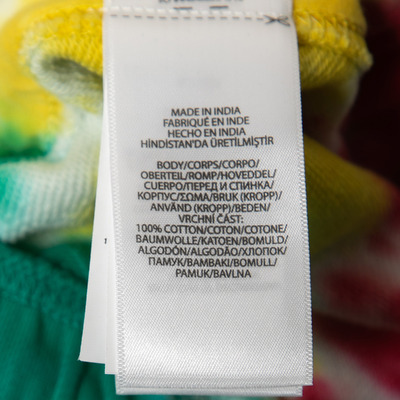 MADE IN INDIA
FABRIQUÉ EN INDE
HECHO EN INDIA
HİNDİSTAN'DA ÜRETİLMİŞTİR
BODY/CORPS/CORPO/
OBERTEIL/ROMP/HOVEDDEL/
CUERPO/ПЕРЕД И СПИНКА/
КОРПУС/ΣΩΜΑ/BRUK (KROPP)/
ANVÄND (KROPP)/BEDEN/
VRCHNÍ ČÁST:
100% COTTON/COTON/COTONE/
BAUMWOLLE/KATOEN/BOMULD/
ALGODÓN/ALGODÃO/ХЛОПОК/
ПАМУК/ΒΑΜΒΑΚΙ/BOMULL/
PAMUK/BAVLNA